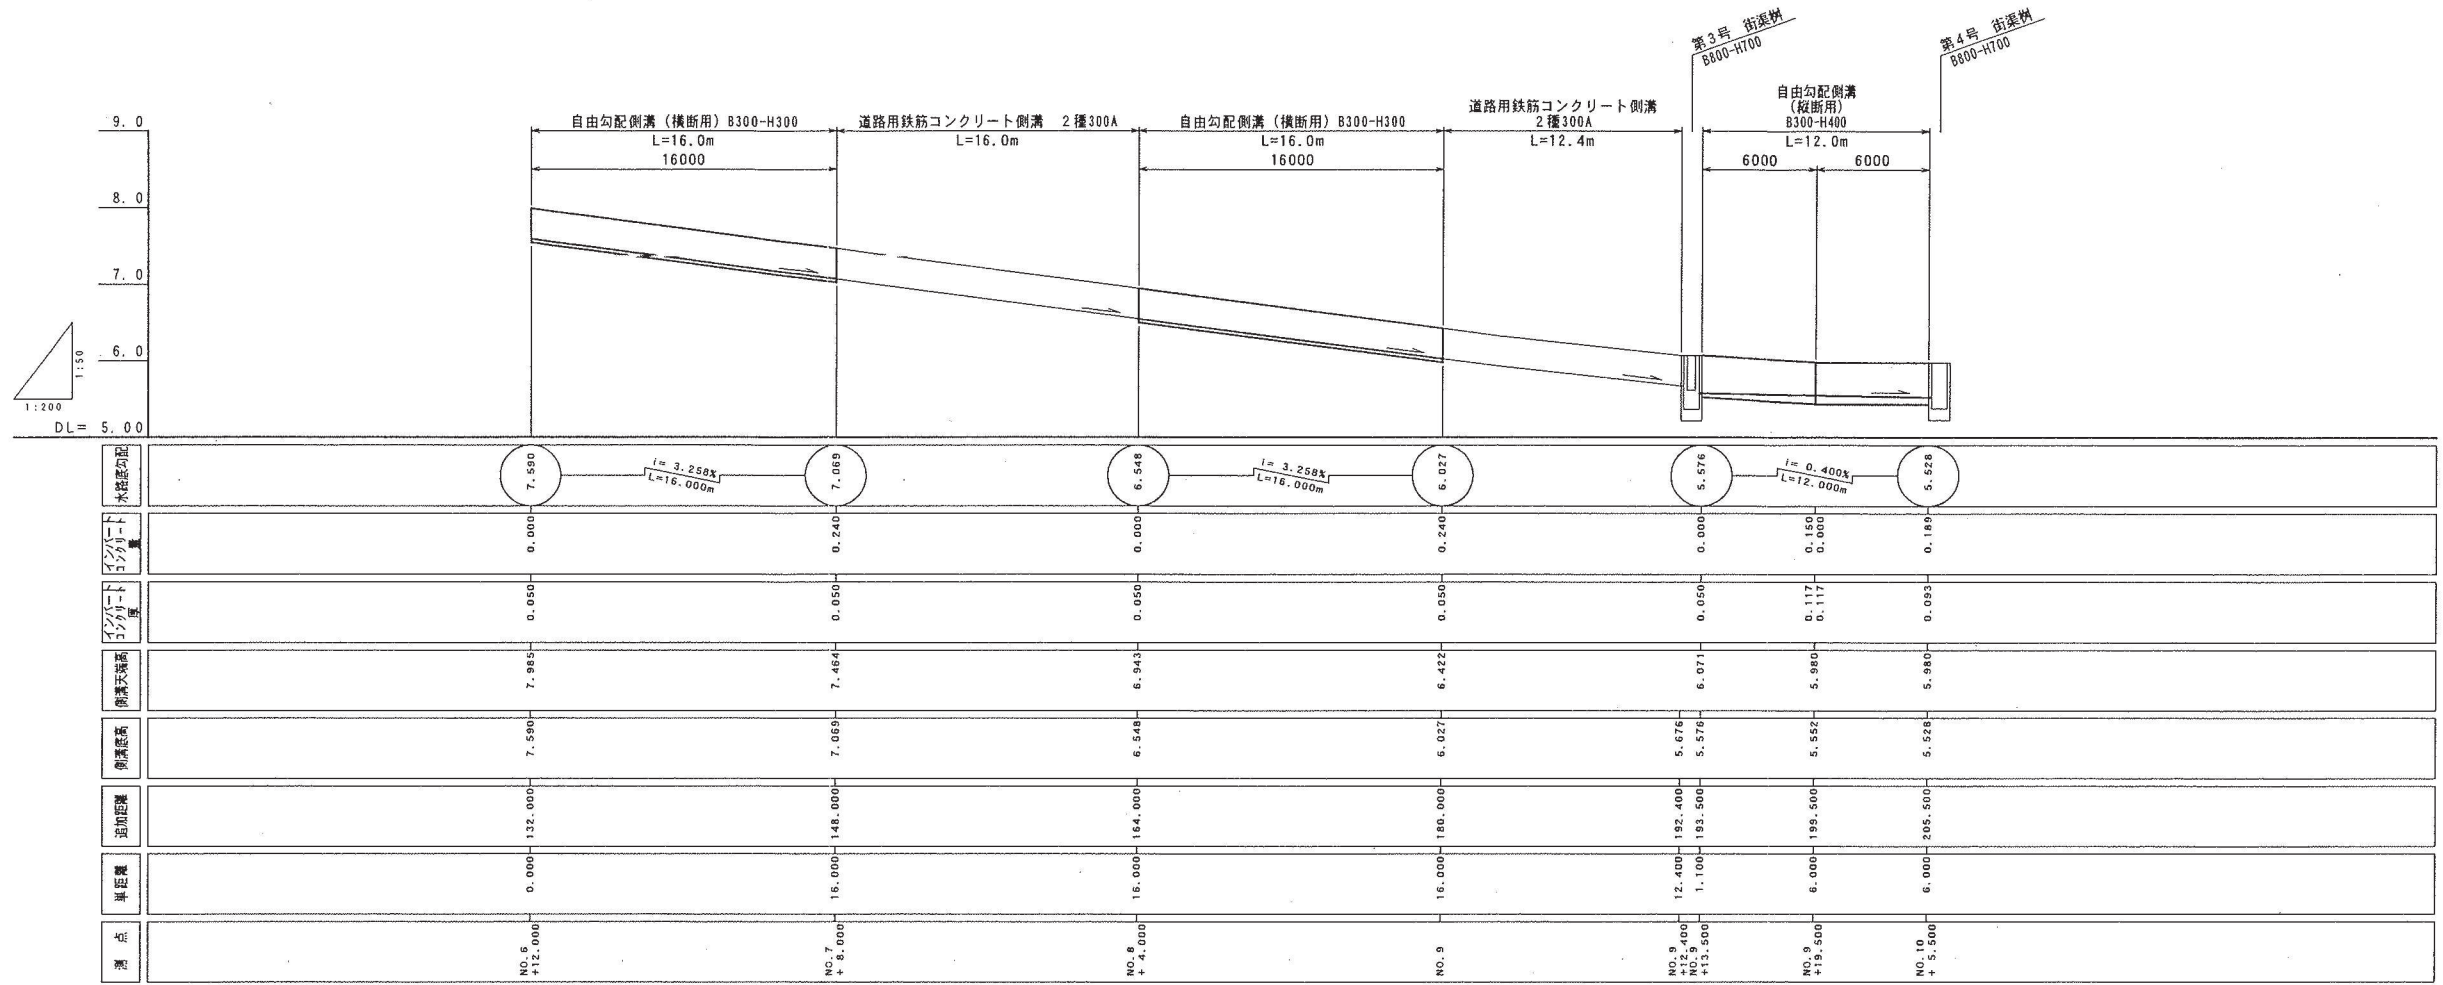 第3号 街渠桝
B800-H700
第4号 街渠桝
B800-H700
自由勾配側溝（横断用）B300-H300
L=16.0m
16000
道路用鉄筋コンクリート側溝 2種300A
L=16.0m
自由勾配側溝（横断用）B300-H300
L=16.0m
16000
道路用鉄筋コンクリート側溝
2種300A
L=12.4m
自由勾配側溝
（縦断用）
B300-H400
L=12.0m
6000
6000
9.0
8.0
7.0
6.0
DL= 5.00
1:50
1:200
水路底勾配
7.590
i= 3.258%
L=16.000m
7.069
6.548
i= 3.258%
L=16.000m
6.027
5.576
i= 0.400%
L=12.000m
5.528
インバート
コンクリート
量
0.000
0.240
0.000
0.240
0.000
0.150
0.000
0.189
インバート
コンクリート
厚
0.050
0.050
0.050
0.050
0.050
0.117
0.117
0.093
側溝天端高
7.985
7.464
6.943
6.422
6.071
5.980
5.980
側溝底高
7.590
7.069
6.548
6.027
5.676
5.576
5.552
5.528
追加距離
132.000
148.000
164.000
180.000
192.400
193.500
199.500
205.500
単距離
0.000
16.000
16.000
16.000
12.400
1.100
6.000
6.000
測点
NO.6
+12.000
NO.7
+ 8.000
NO.8
+ 4.000
NO.9
NO.9
+12.400
NO.9
+13.500
NO.9
+19.500
NO.10
+ 5.500